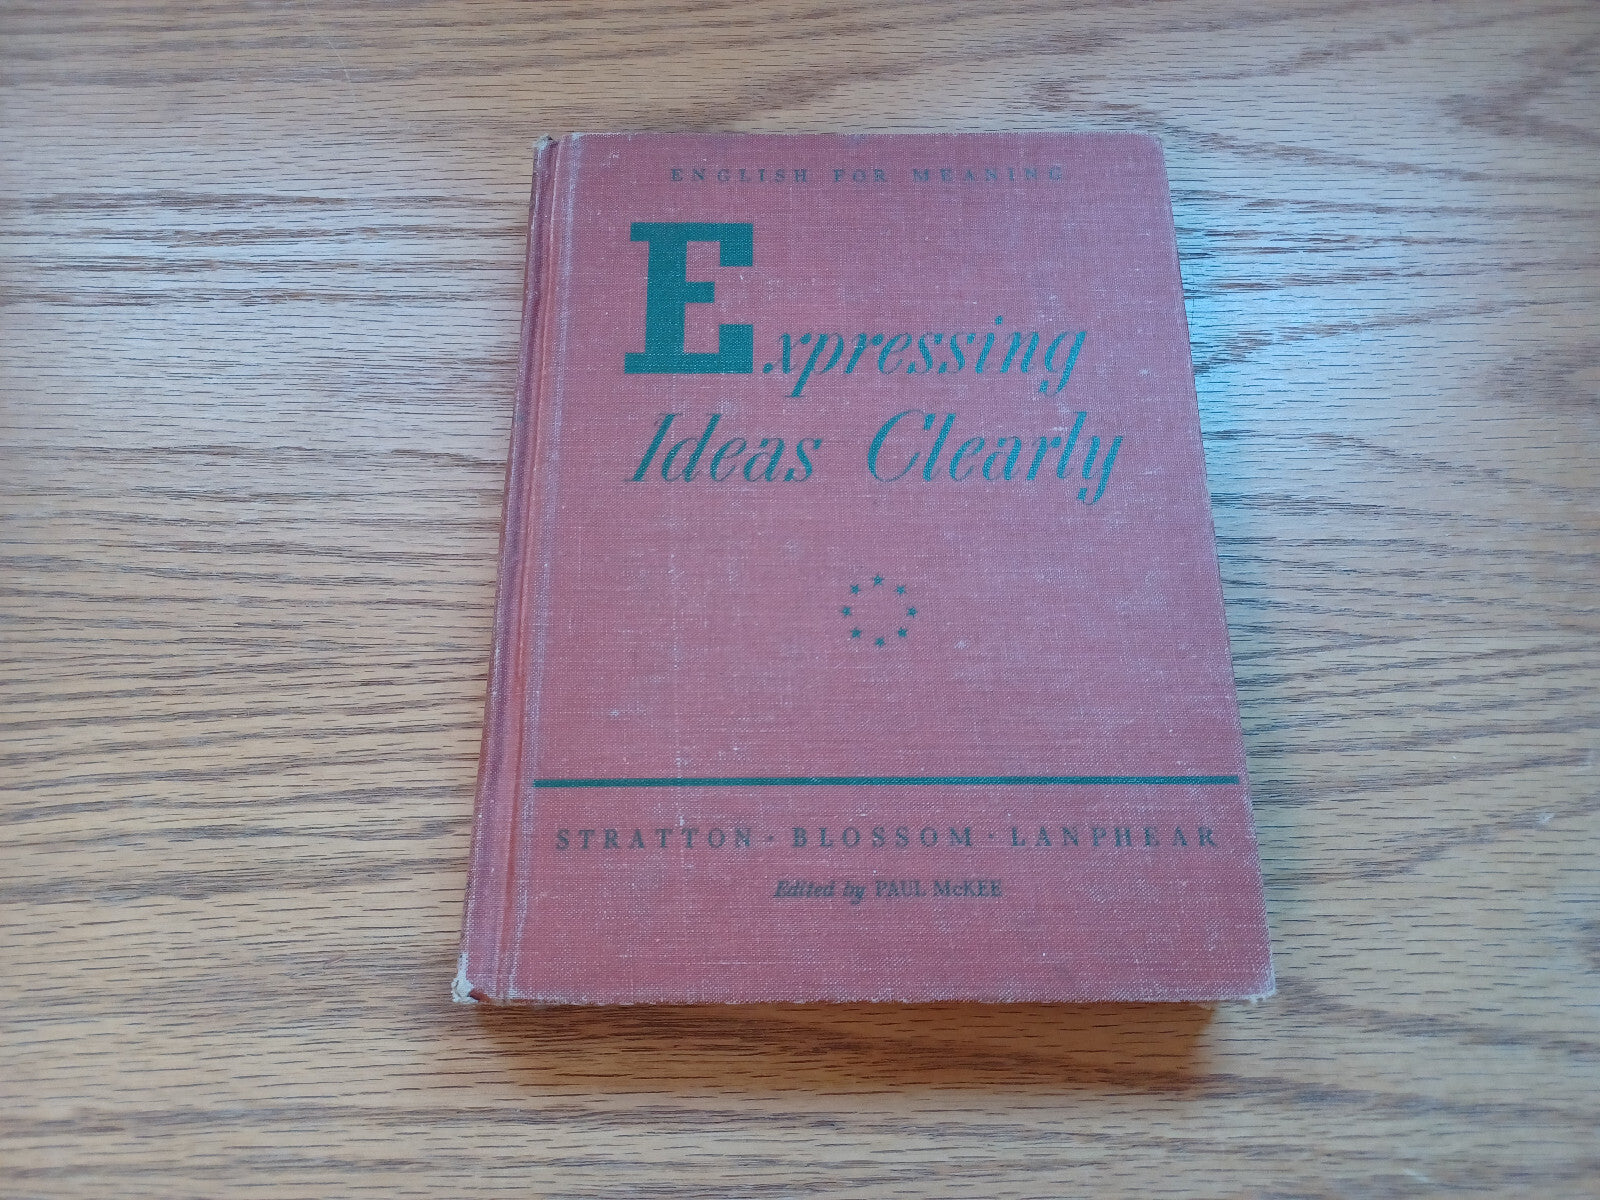 ENGLISH FOR MEANING
Expressing
Ideas Clearly
STRATTON · BLOSSOM · LANPHEAR
Edited by PAUL McKEE